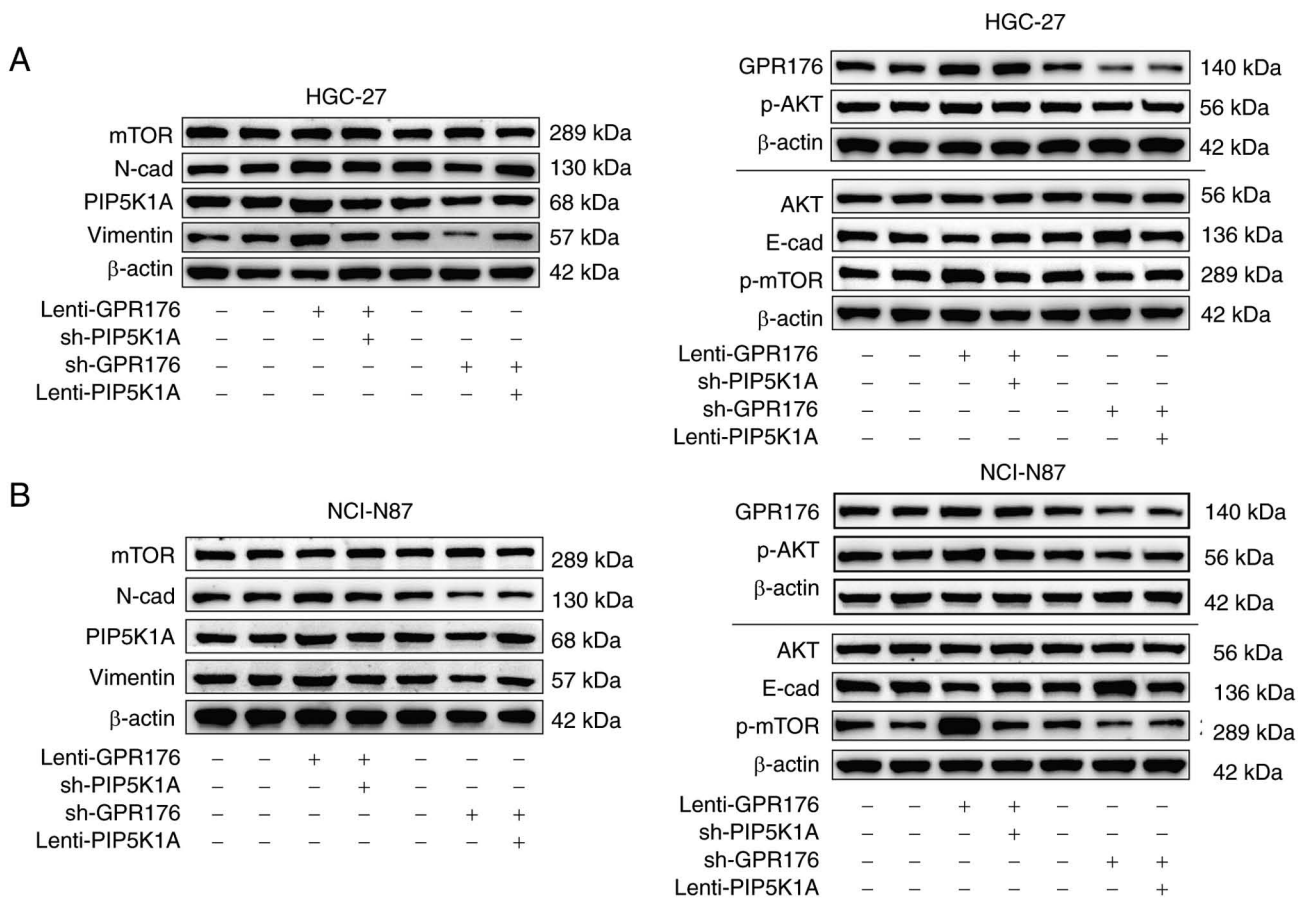 A
HGC-27
mTOR 289 kDa
N-cad 130 kDa
PIP5K1A 68 kDa
Vimentin 57 kDa
β-actin 42 kDa
Lenti-GPR176 – – + + – – –
sh-PIP5K1A – – – + – – –
sh-GPR176 – – – – – + +
Lenti-PIP5K1A – – – – – – +
HGC-27
GPR176 140 kDa
p-AKT 56 kDa
β-actin 42 kDa
AKT 56 kDa
E-cad 136 kDa
p-mTOR 289 kDa
β-actin 42 kDa
Lenti-GPR176 – – + + – – –
sh-PIP5K1A – – – + – – –
sh-GPR176 – – – – – + +
Lenti-PIP5K1A – – – – – – +
B
NCI-N87
mTOR 289 kDa
N-cad 130 kDa
PIP5K1A 68 kDa
Vimentin 57 kDa
β-actin 42 kDa
Lenti-GPR176 – – + + – – –
sh-PIP5K1A – – – + – – –
sh-GPR176 – – – – – + +
Lenti-PIP5K1A – – – – – – +
NCI-N87
GPR176 140 kDa
p-AKT 56 kDa
β-actin 42 kDa
AKT 56 kDa
E-cad 136 kDa
p-mTOR 289 kDa
β-actin 42 kDa
Lenti-GPR176 – – + + – – –
sh-PIP5K1A – – – + – – –
sh-GPR176 – – – – – + +
Lenti-PIP5K1A – – – – – – +